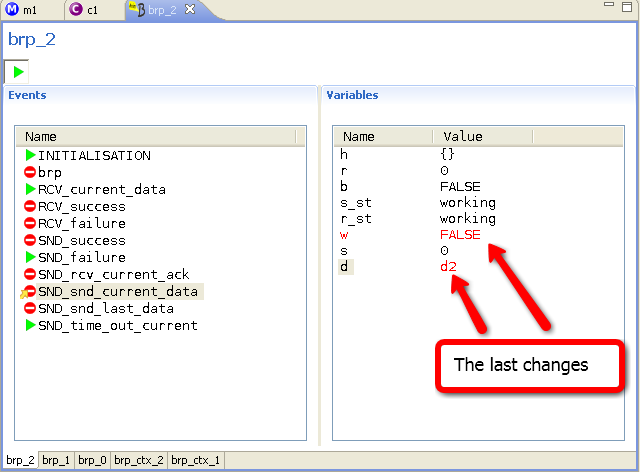 m1 c1 brp_2
brp_2
Events Variables
Name
INITIALISATION
brp
RCV_current_data
RCV_success
RCV_failure
SND_success
SND_failure
SND_rcv_current_ack
SND_snd_current_data
SND_snd_last_data
SND_time_out_current
Name Value
h {}
r 0
b FALSE
s_st working
r_st working
w FALSE
s 0
d d2
The last changes
brp_2 brp_1 brp_0 brp_ctx_2 brp_ctx_1